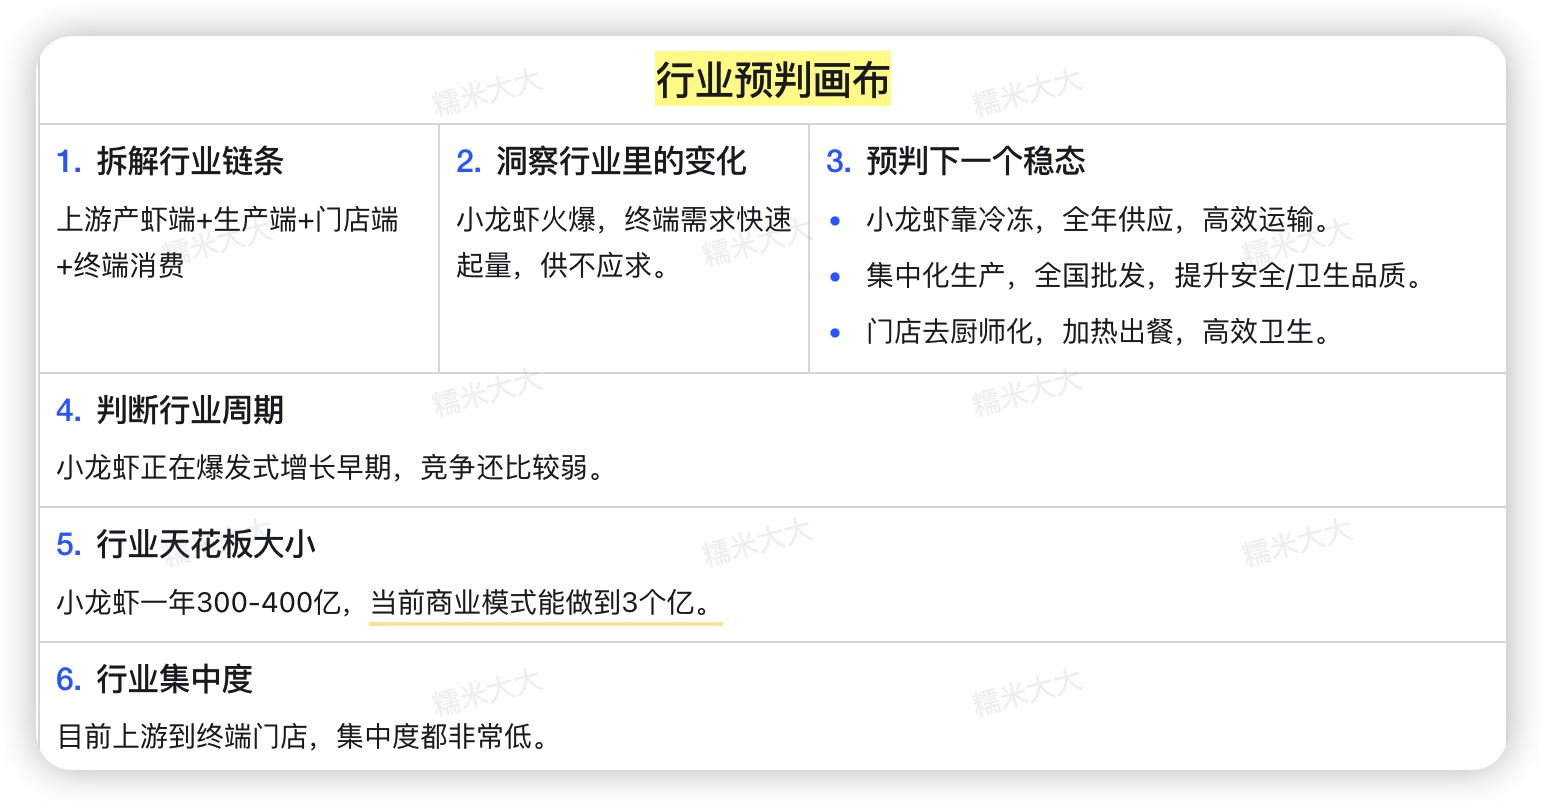 行业预判画布
1. 拆解行业链条
上游产虾端+生产端+门店端
+终端消费
2. 洞察行业里的变化
小龙虾火爆，终端需求快速
起量，供不应求。
3. 预判下一个稳态
• 小龙虾靠冷冻，全年供应，高效运输。
• 集中化生产，全国批发，提升安全/卫生品质。
• 门店去厨师化，加热出餐，高效卫生。
4. 判断行业周期
小龙虾正在爆发式增长早期，竞争还比较弱。
5. 行业天花板大小
小龙虾一年300-400亿，当前商业模式能做到3个亿。
6. 行业集中度
目前上游到终端门店，集中度都非常低。
糯米大大
糯米大大
糯米大大
糯米大大
糯米大大
糯米大大
糯米大大
糯米大大
糯米大大
糯米大大
糯米大大
糯米大大